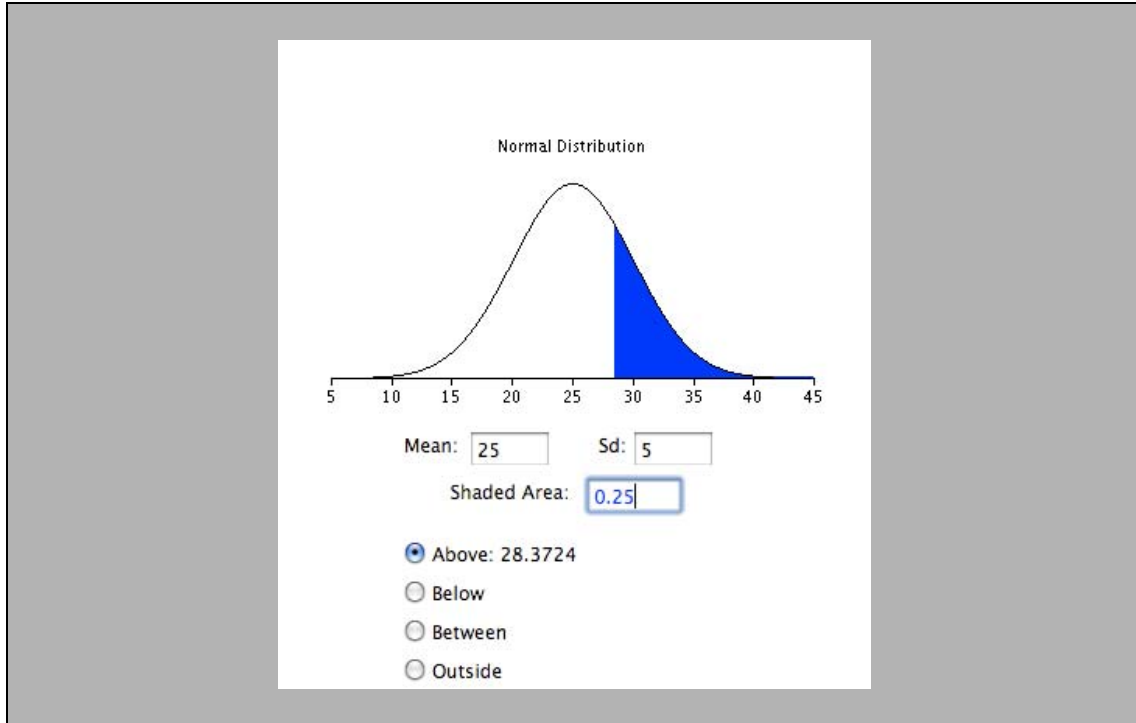 Normal Distribution
5 10 15 20 25 30 35 40 45
Mean: 25 Sd: 5
Shaded Area: 0.25
Above: 28.3724
Below
Between
Outside